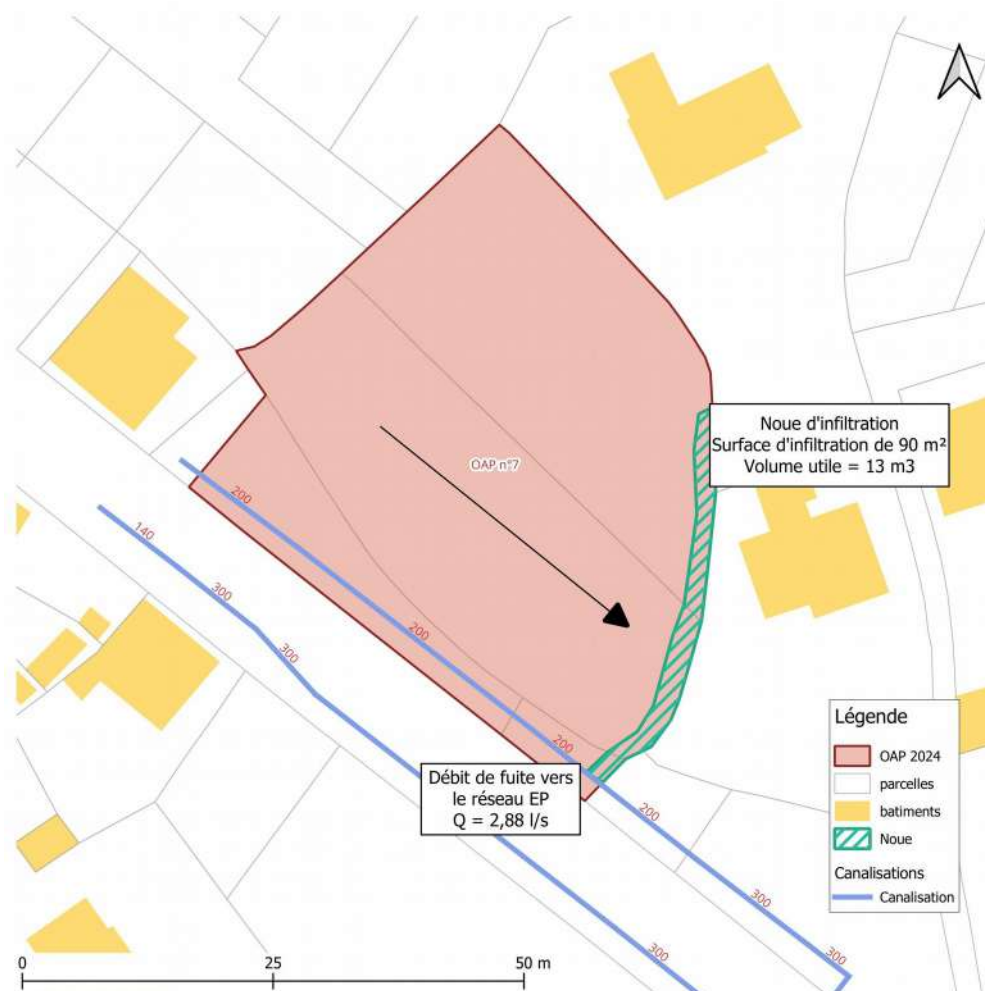 OAP n°7
Noue d'infiltration
Surface d'infiltration de 90 m²
Volume utile = 13 m3
200
140
300
300
200
200
Débit de fuite vers
le réseau EP
Q = 2,88 l/s
200
300
300
300
Légende
OAP 2024
parcelles
batiments
Noue
Canalisations
Canalisation
0
25
50 m